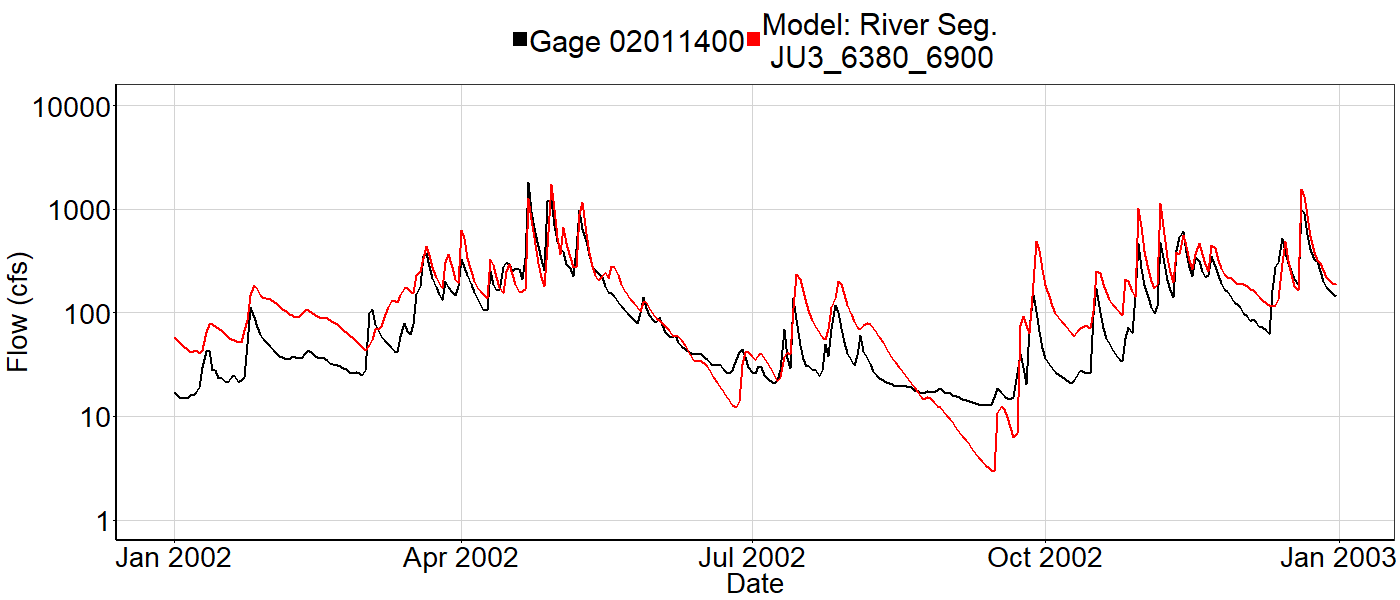 Gage 02011400
Model: River Seg.
JU3_6380_6900
10000
1000
100
10
1
Flow (cfs)
Jan 2002
Apr 2002
Jul 2002
Oct 2002
Jan 2003
Date